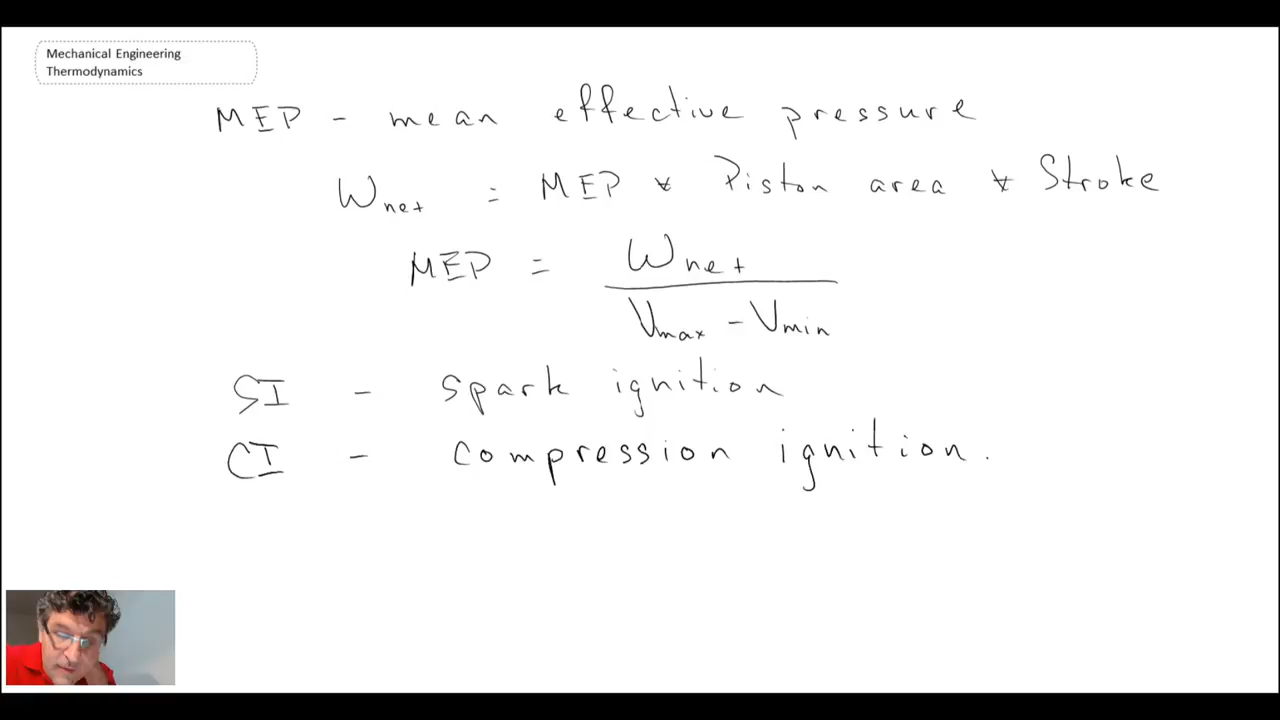 Mechanical Engineering
Thermodynamics
MEP - mean effective pressure
Wnet = MEP * Piston area * Stroke
MEP = Wnet
Vmax - Vmin
SI - spark ignition
CI - compression ignition.